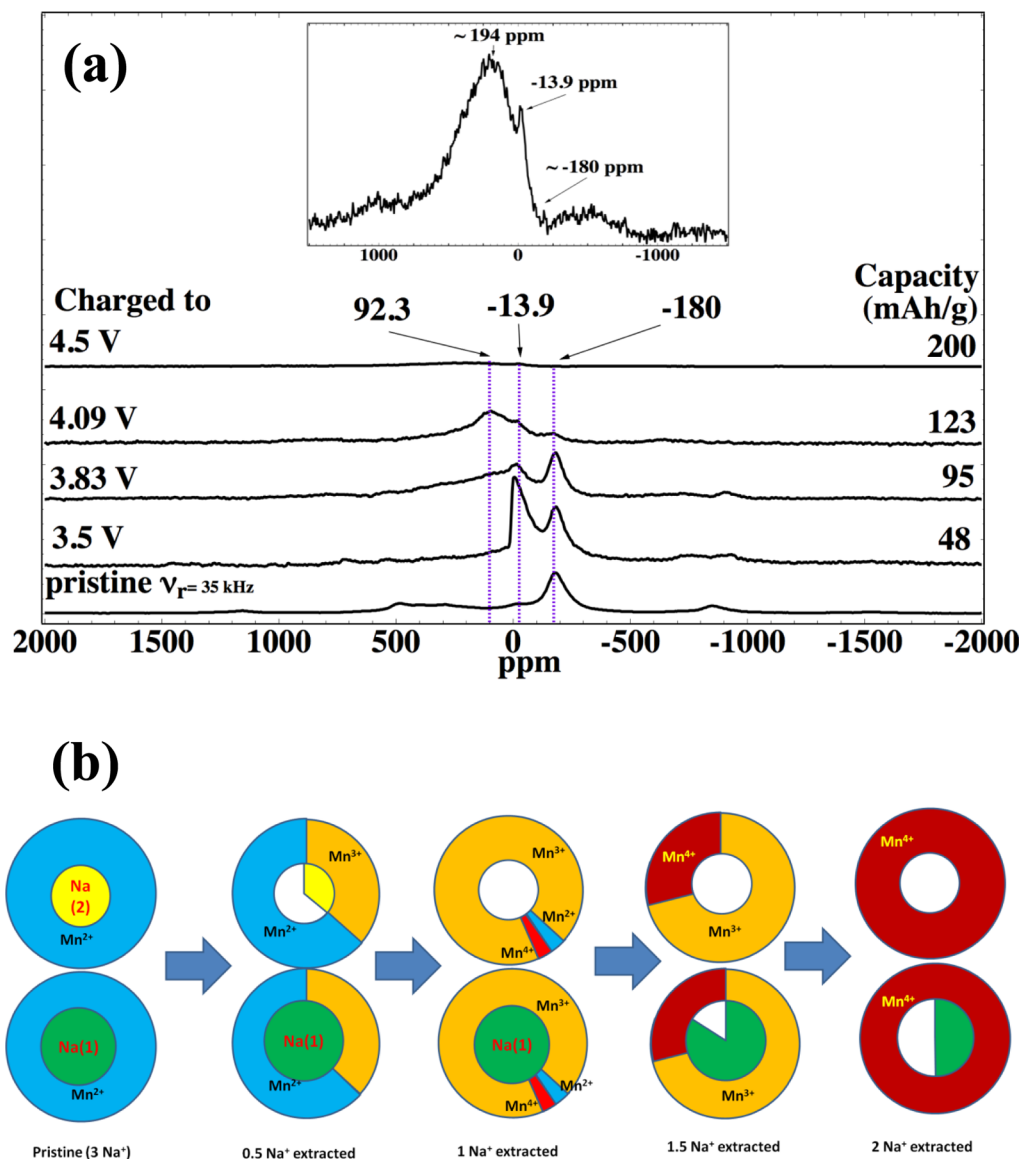 (a)
~194 ppm
-13.9 ppm
~-180 ppm
1000 0 -1000
Charged to 92.3 -13.9 -180 Capacity
(mAh/g)
4.5 V 200
4.09 V 123
3.83 V 95
3.5 V 48
pristine νr= 35 kHz
2000 1500 1000 500 0 -500 -1000 -1500 -2000
ppm
(b)
Na
(2)
Mn2+
Mn3+
Mn2+
Mn3+
Mn2+
Mn4+
Mn4+
Mn3+
Mn4+
Na(1)
Mn2+
Na(1)
Mn2+
Na(1)
Mn3+
Mn2+
Mn4+
Mn3+
Mn4+
Pristine (3 Na+) 0.5 Na+ extracted 1 Na+ extracted 1.5 Na+ extracted 2 Na+ extracted